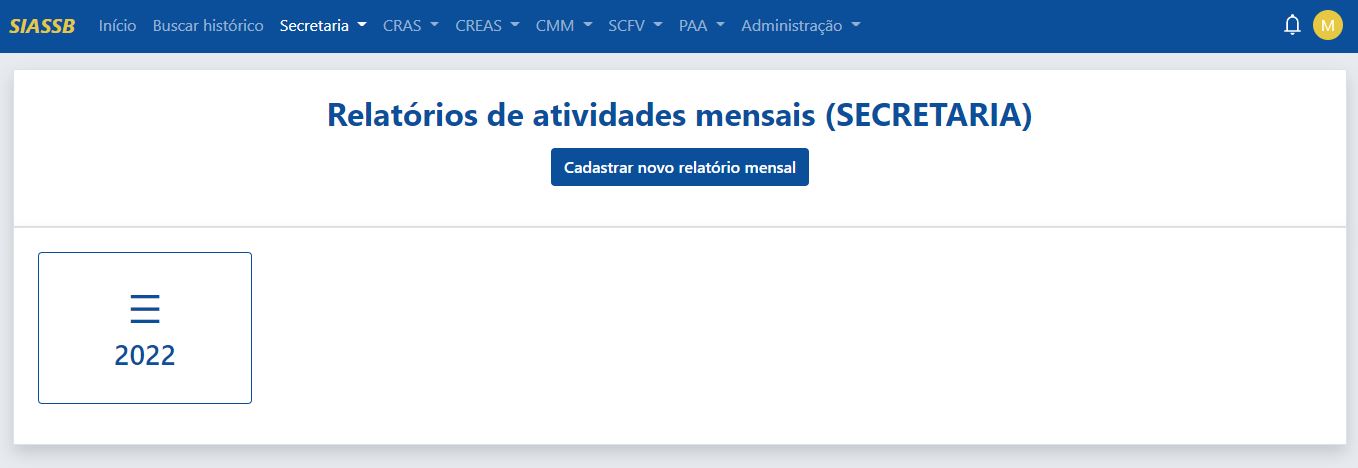 SIASSB Início Buscar histórico Secretaria CRAS CREAS CMM SCFV PAA Administração M
Relatórios de atividades mensais (SECRETARIA)
Cadastrar novo relatório mensal
2022